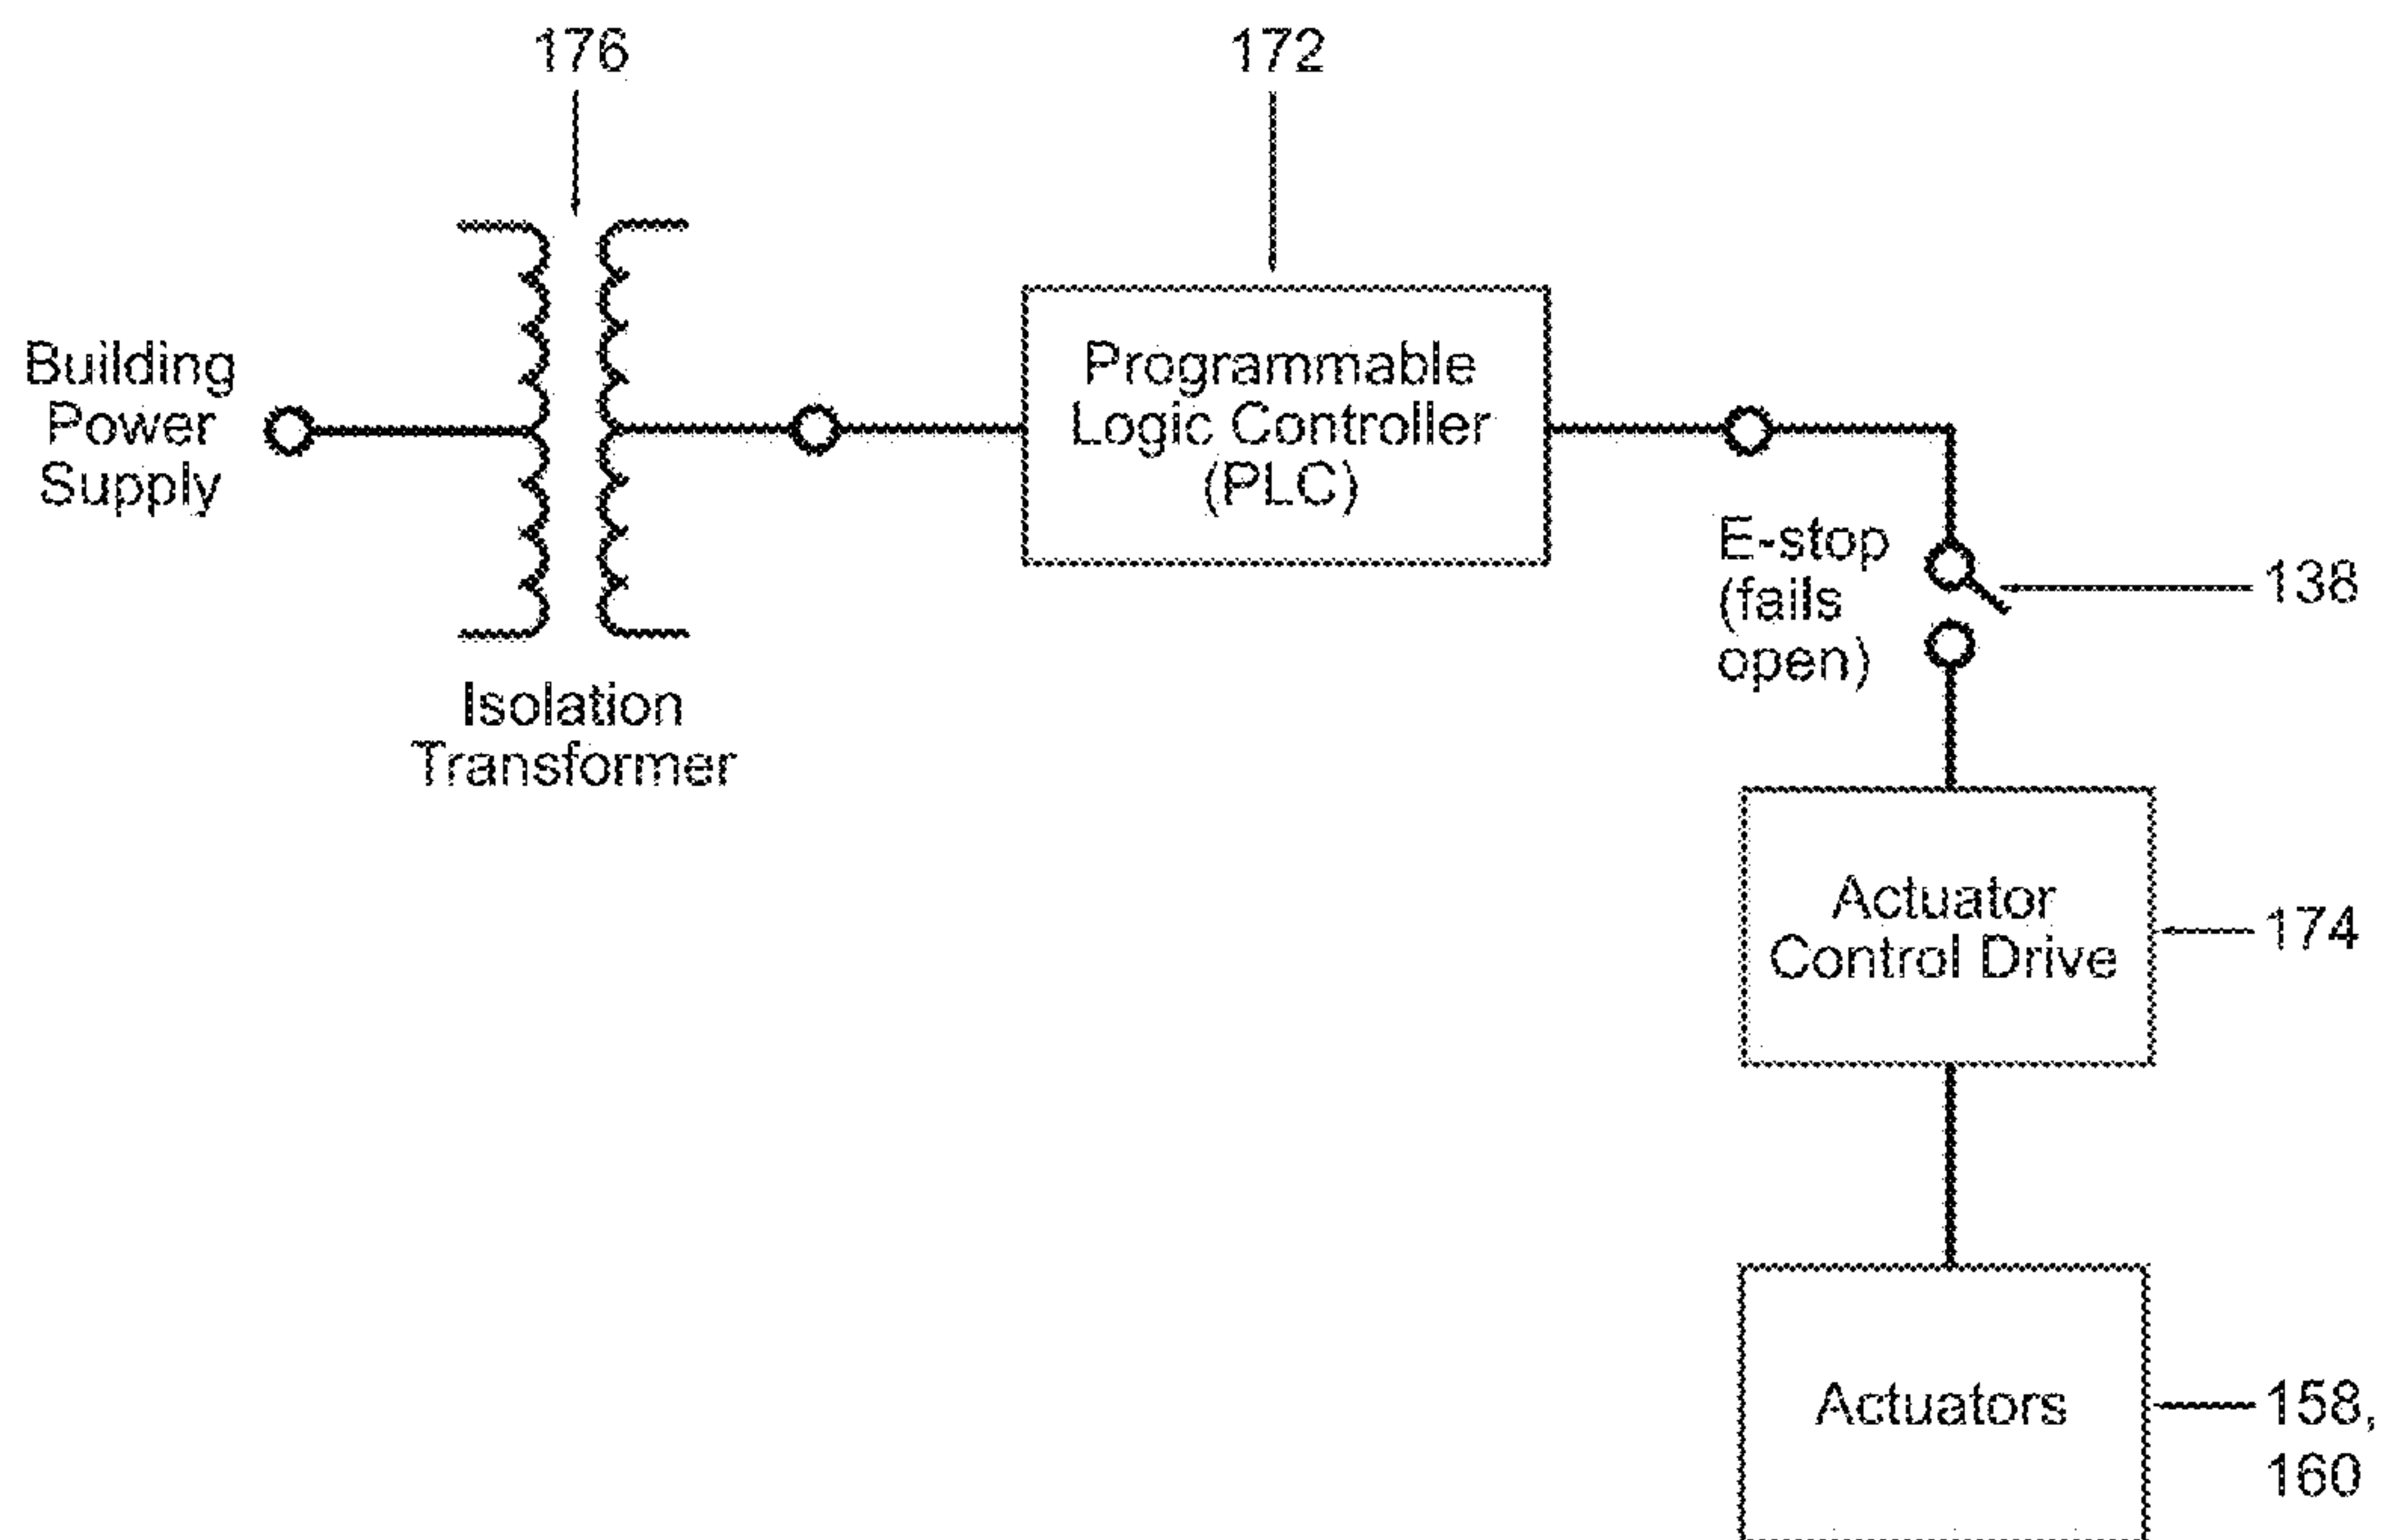 176
172
Building
Power
Supply
Isolation
Transformer
Programmable
Logic Controller
(PLC)
E-stop
(fails
open)
138
Actuator
Control Drive
174
Actuators
158,
160